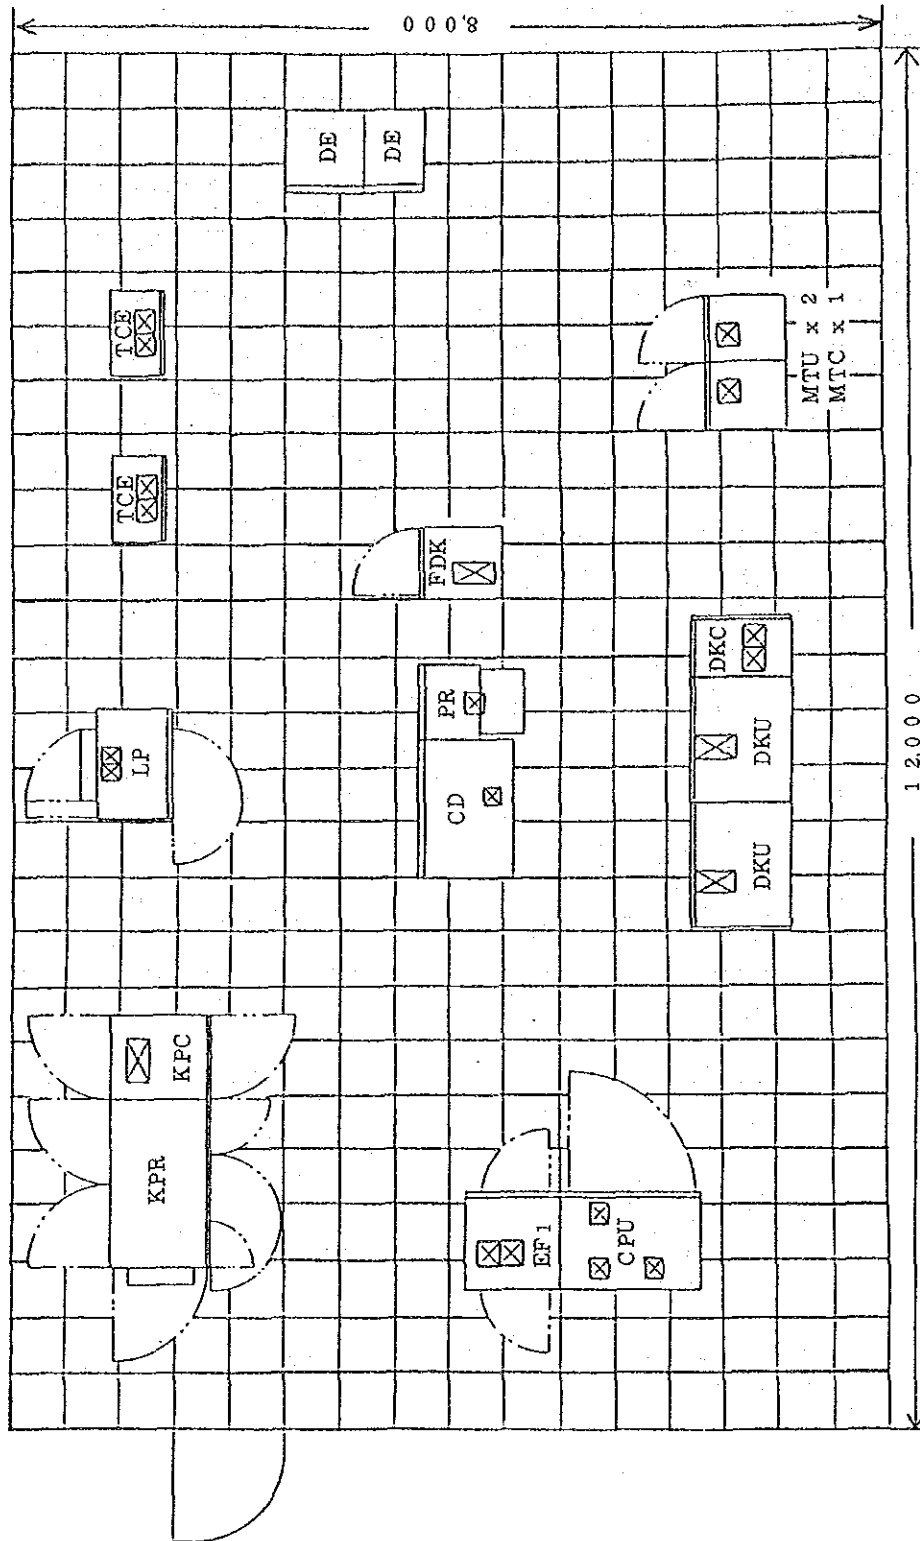 8,000
DE
DE
TCE
TCE
MTU x 2
MTC x 1
FDK
LP
PR
CD
DKC
DKU
DKU
12,000
KPC
KPR
EF1
CPU